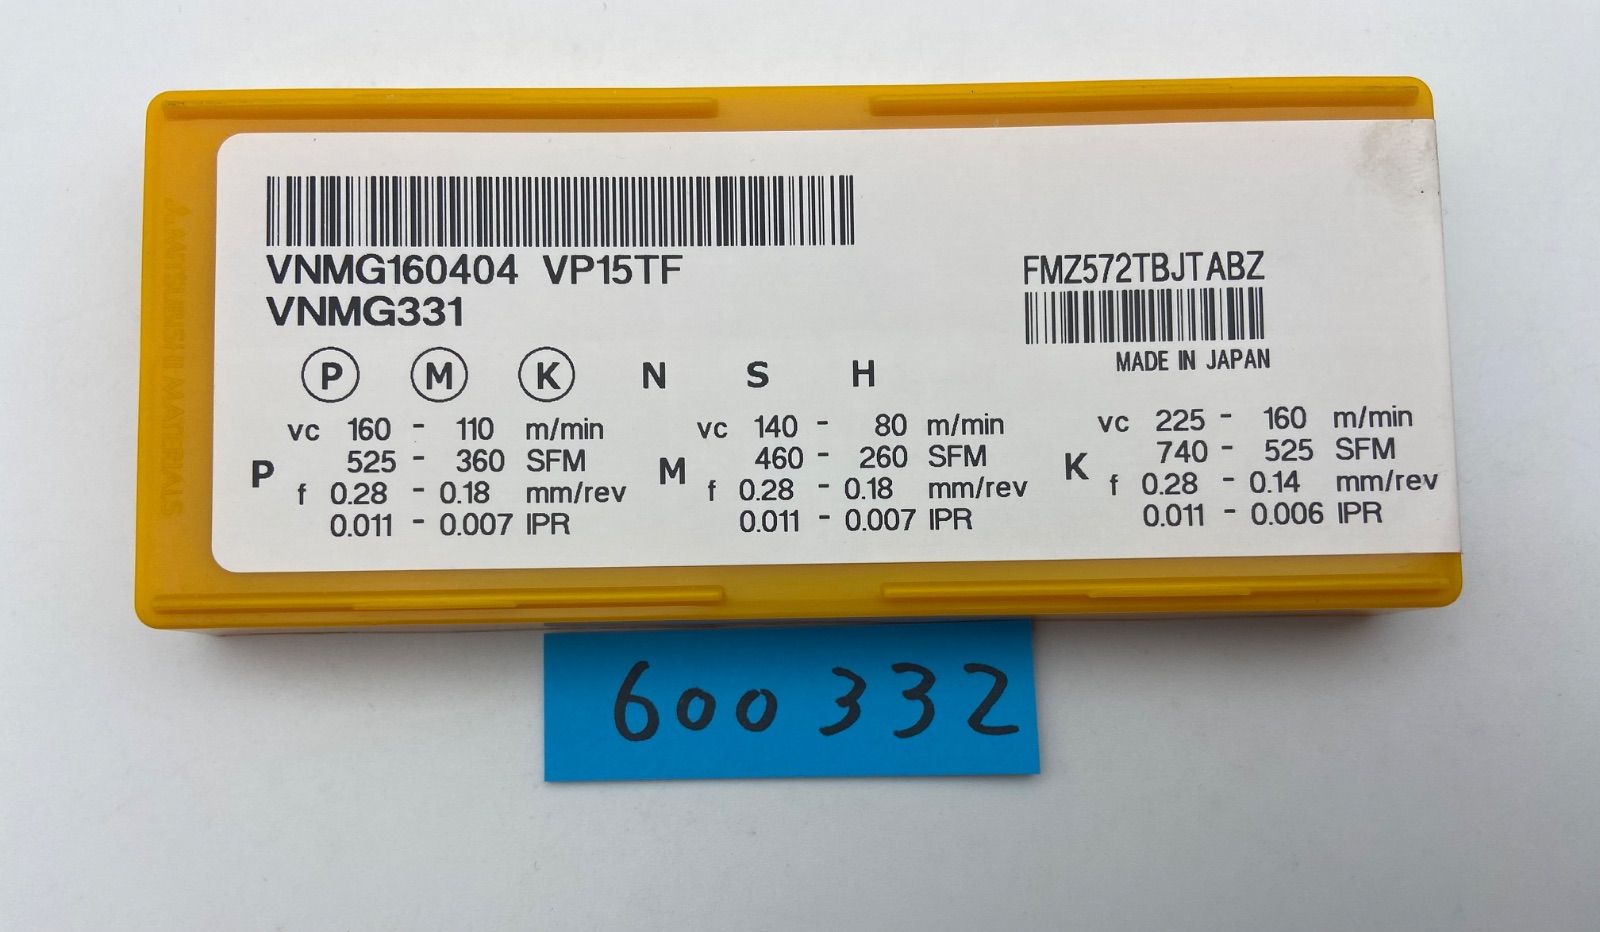 VNMG160404 VP15TF
VNMG331
FMZ572TBJTABZ
MADE IN JAPAN
P M K N S H
P
vc 160 - 110 m/min
525 - 360 SFM
f 0.28 - 0.18 mm/rev
0.011 - 0.007 IPR
M
vc 140 - 80 m/min
460 - 260 SFM
f 0.28 - 0.18 mm/rev
0.011 - 0.007 IPR
K
vc 225 - 160 m/min
740 - 525 SFM
f 0.28 - 0.14 mm/rev
0.011 - 0.006 IPR
MITSUBISHI MATERIALS
600332